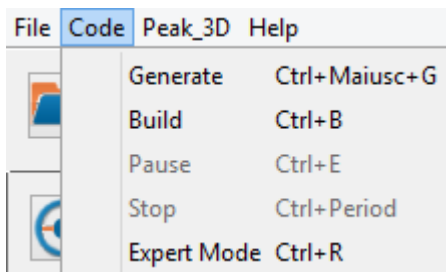 File Code Peak_3D Help
Generate Ctrl+Maiusc+G
Build Ctrl+B
Pause Ctrl+E
Stop Ctrl+Period
Expert Mode Ctrl+R